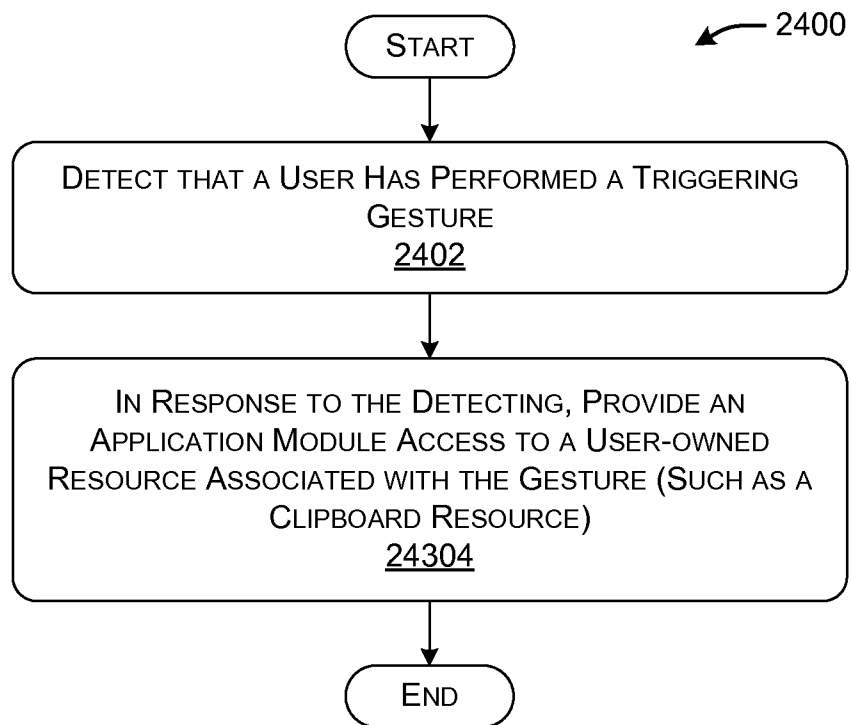 START
2400
DETECT THAT A USER HAS PERFORMED A TRIGGERING
GESTURE
2402
IN RESPONSE TO THE DETECTING, PROVIDE AN
APPLICATION MODULE ACCESS TO A USER-OWNED
RESOURCE ASSOCIATED WITH THE GESTURE (SUCH AS A
CLIPBOARD RESOURCE)
24304
END